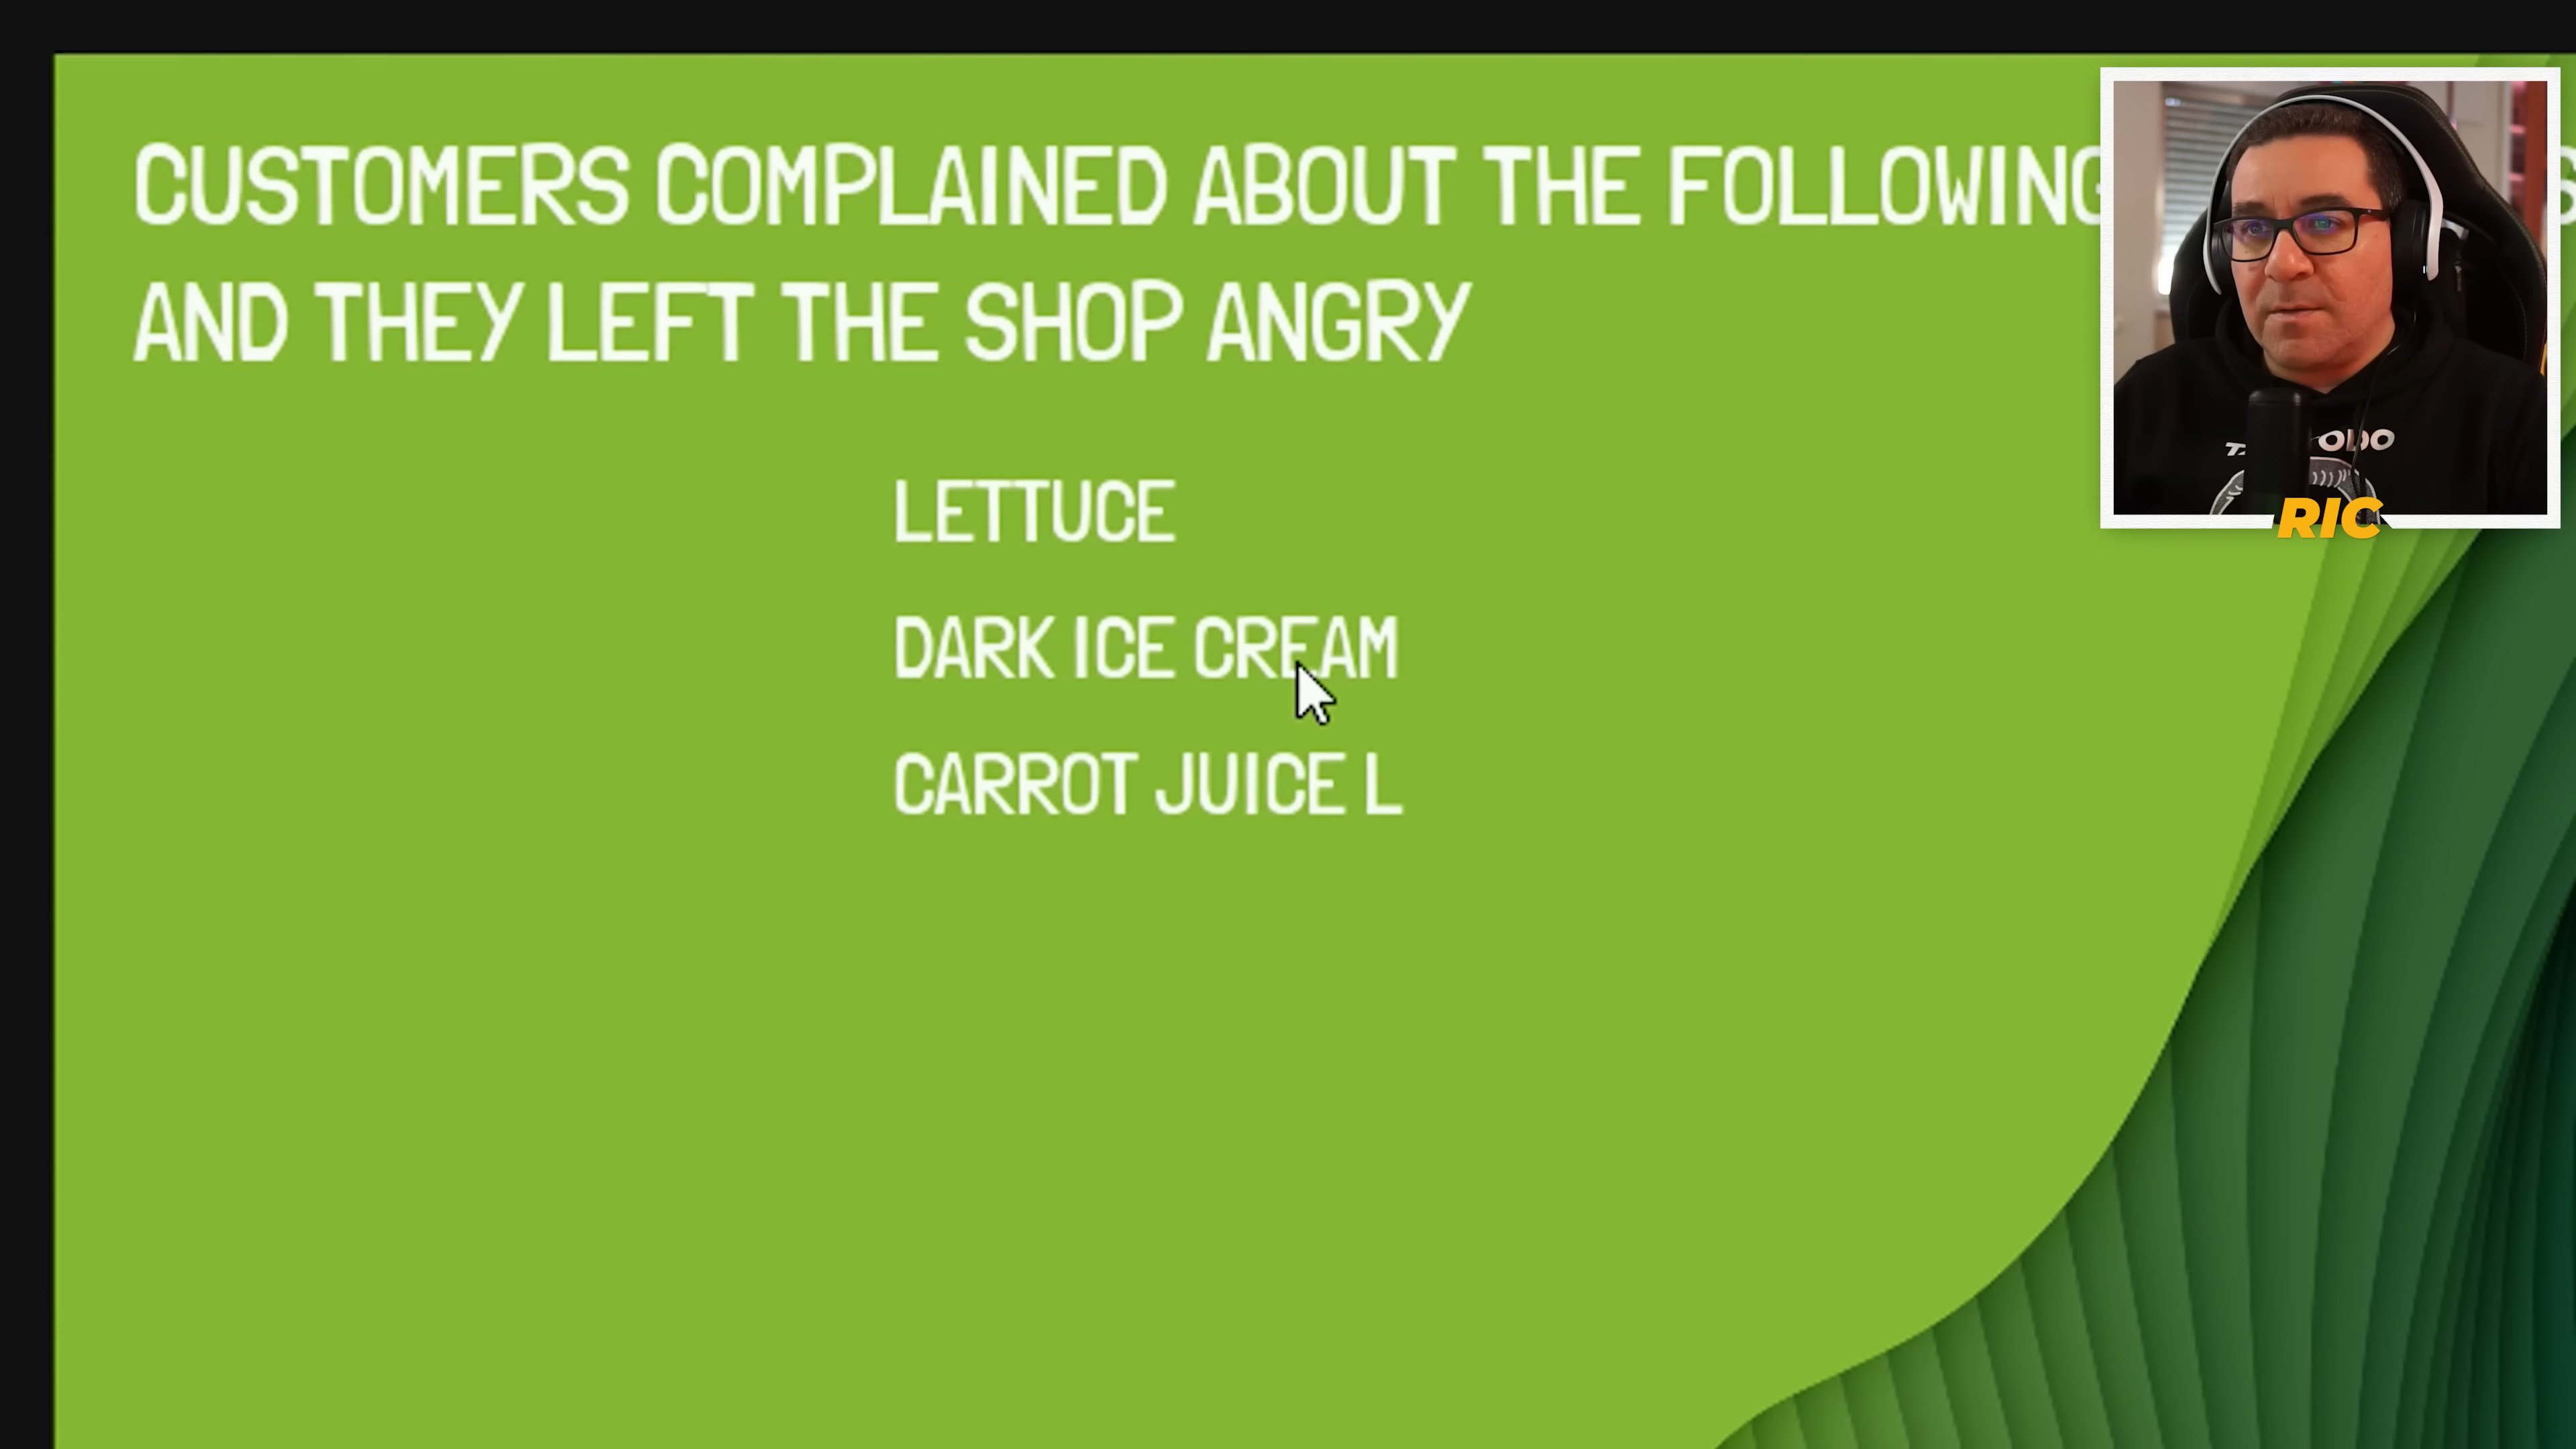 CUSTOMERS COMPLAINED ABOUT THE FOLLOWING
AND THEY LEFT THE SHOP ANGRY
LETTUCE
DARK ICE CREAM
CARROT JUICE L
RIC